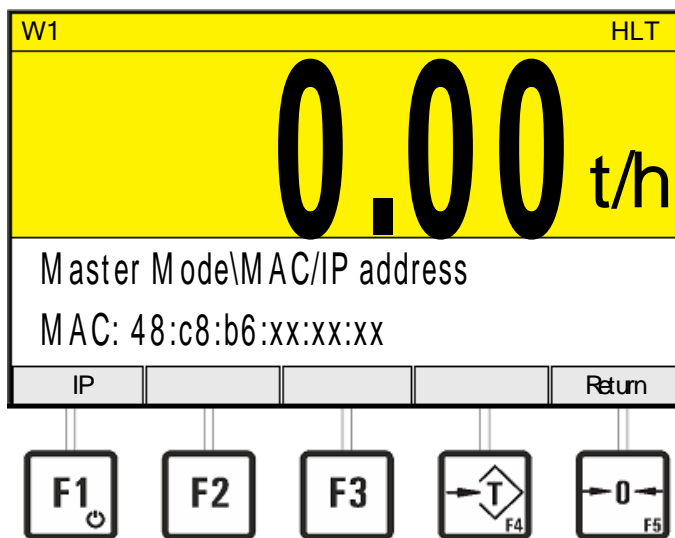 W1 HLT
0.00 t/h
Master Mode\MAC/IP address
MAC: 48:c8:b6:xx:xx:xx
IP Return
F1 F2 F3 T F4 0 F5